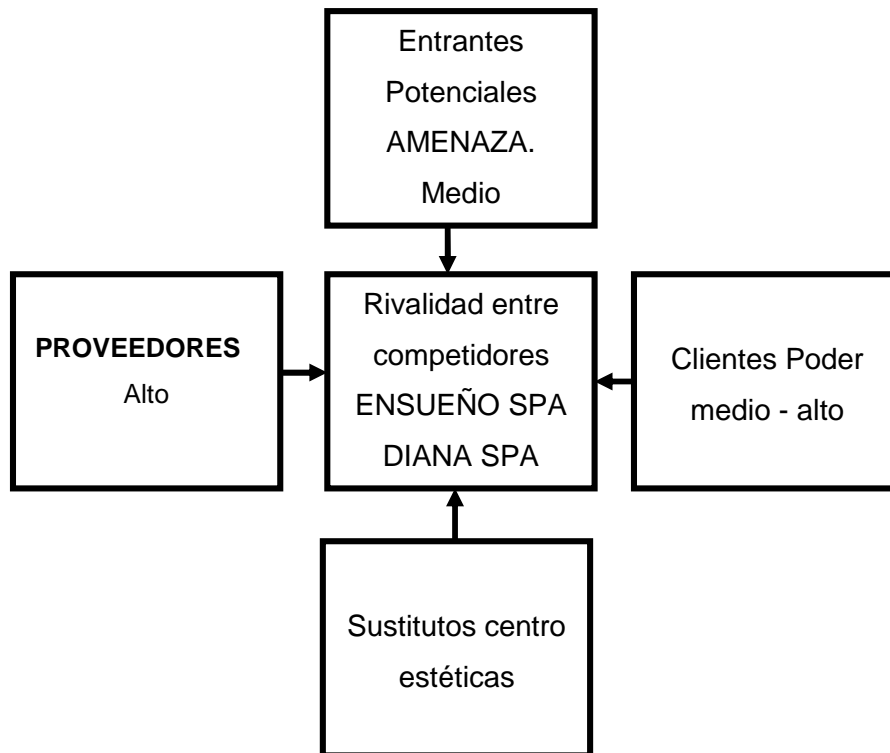 Entrantes
Potenciales
AMENAZA.
Medio
PROVEEDORES
Alto
Rivalidad entre
competidores
ENSUEÑO SPA
DIANA SPA
Clientes Poder
medio - alto
Sustitutos centro
estéticas